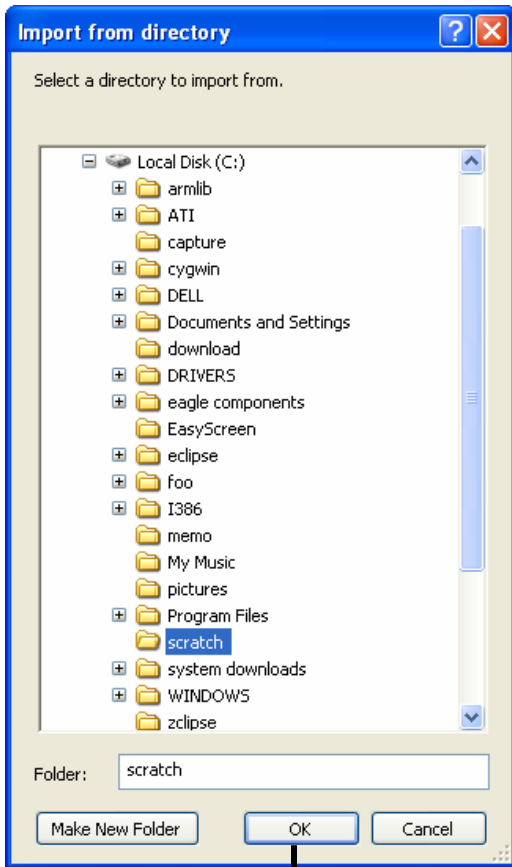 Import from directory
Select a directory to import from.
Local Disk (C:)
armlib
ATI
capture
cygwin
DELL
Documents and Settings
download
DRIVERS
eagle components
EasyScreen
eclipse
foo
I386
memo
My Music
pictures
Program Files
scratch
system downloads
WINDOWS
zclipse
Folder: scratch
Make New Folder OK Cancel